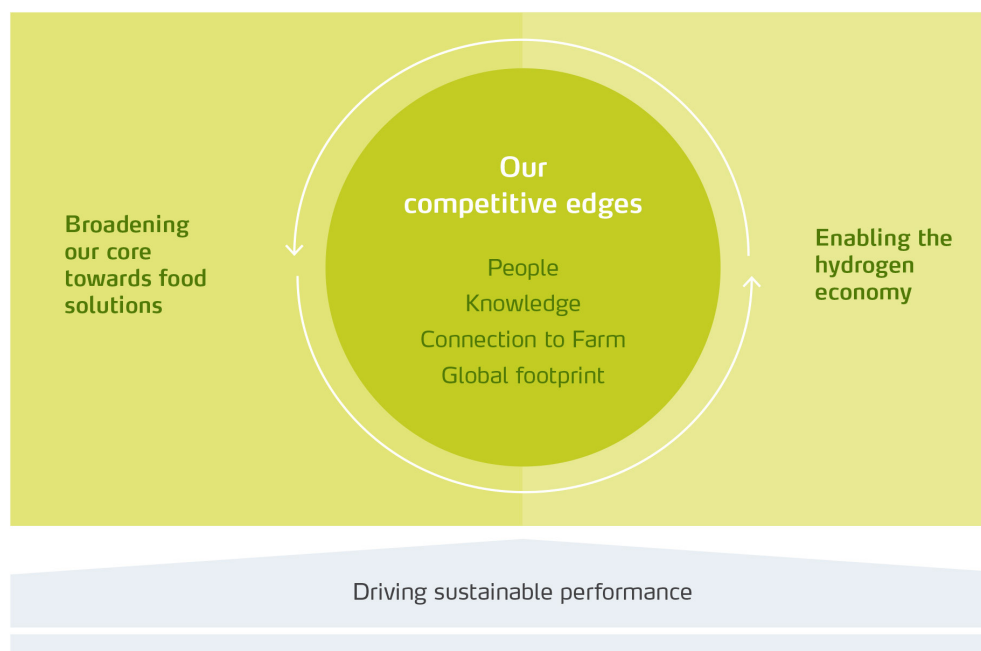 Our
competitive edges
People
Knowledge
Connection to Farm
Global footprint
Broadening
our core
towards food
solutions
Enabling the
hydrogen
economy
Driving sustainable performance